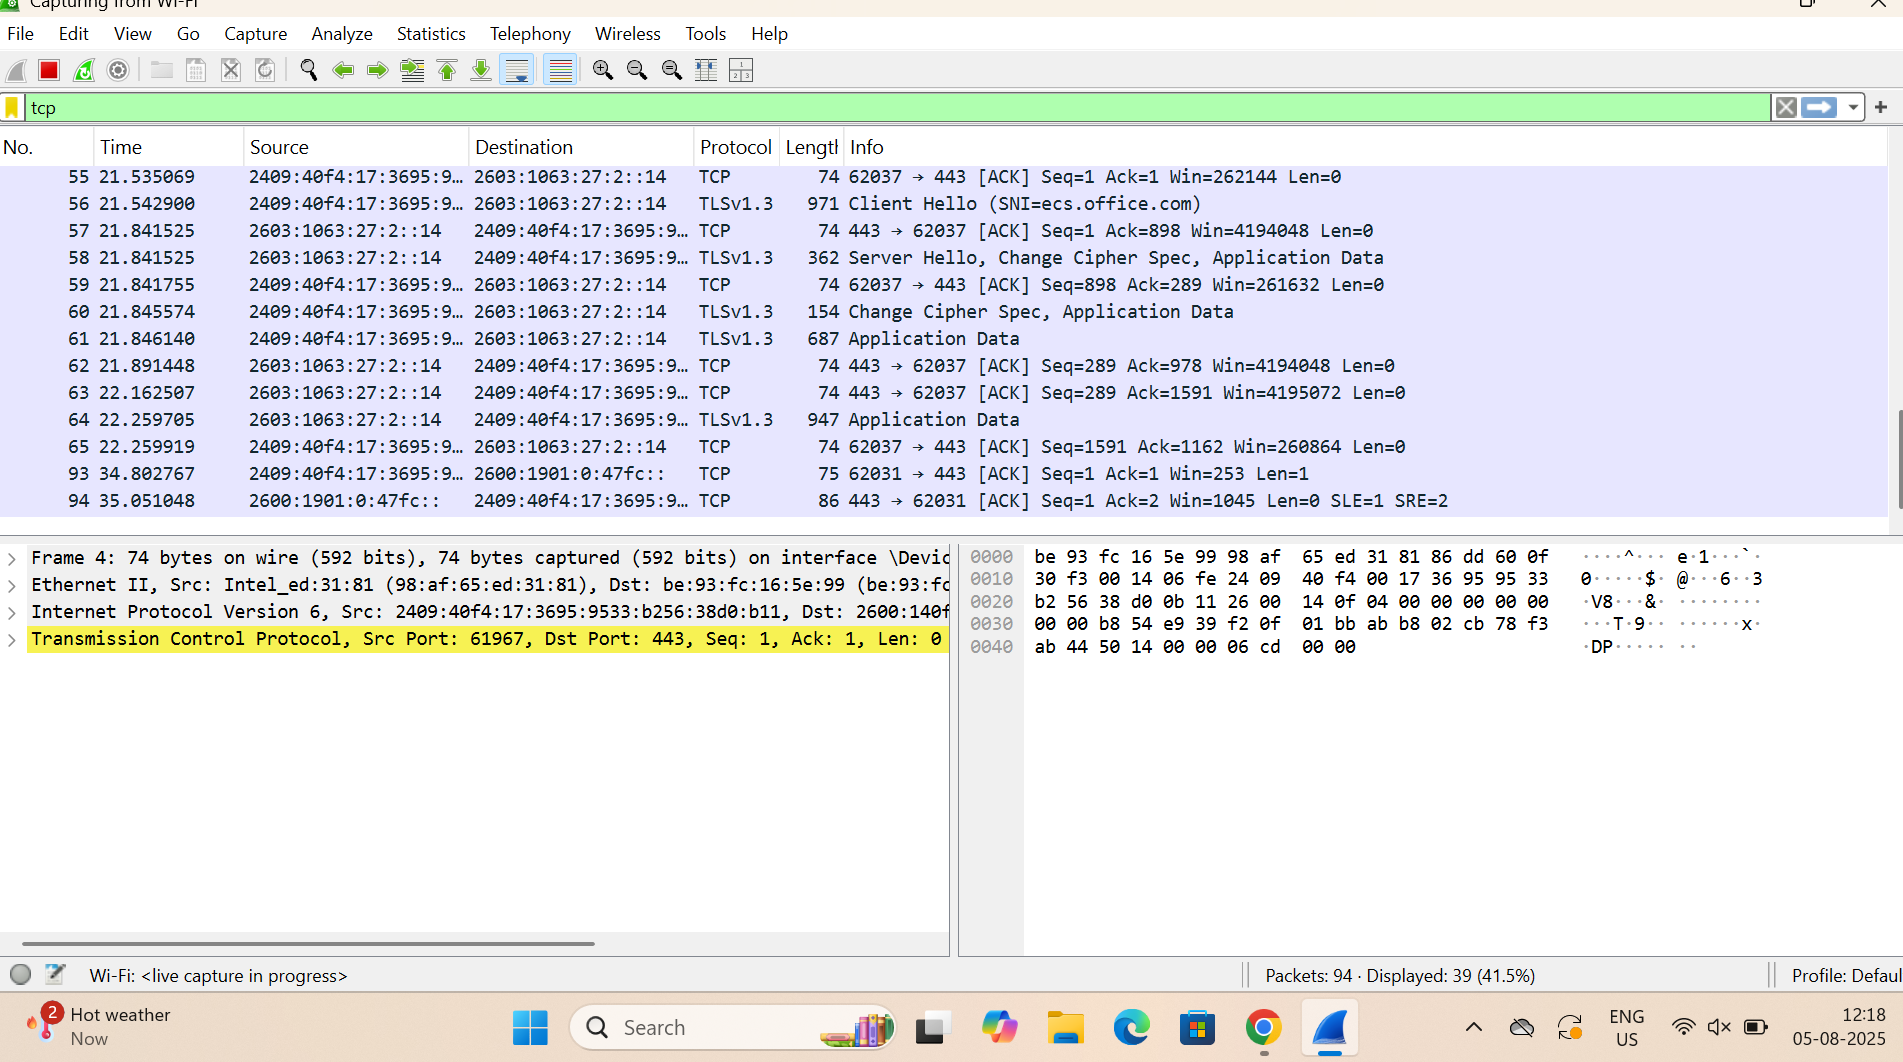 Capturing from Wi-Fi
File Edit View Go Capture Analyze Statistics Telephony Wireless Tools Help
tcp
No. Time Source Destination Protocol Length Info
55 21.535069 2409:40f4:17:3695:9… 2603:1063:27:2::14 TCP 74 62037 → 443 [ACK] Seq=1 Ack=1 Win=262144 Len=0
56 21.542900 2409:40f4:17:3695:9… 2603:1063:27:2::14 TLSv1.3 971 Client Hello (SNI=ecs.office.com)
57 21.841525 2603:1063:27:2::14 2409:40f4:17:3695:9… TCP 74 443 → 62037 [ACK] Seq=1 Ack=898 Win=4194048 Len=0
58 21.841525 2603:1063:27:2::14 2409:40f4:17:3695:9… TLSv1.3 362 Server Hello, Change Cipher Spec, Application Data
59 21.841755 2409:40f4:17:3695:9… 2603:1063:27:2::14 TCP 74 62037 → 443 [ACK] Seq=898 Ack=289 Win=261632 Len=0
60 21.845574 2409:40f4:17:3695:9… 2603:1063:27:2::14 TLSv1.3 154 Change Cipher Spec, Application Data
61 21.846140 2409:40f4:17:3695:9… 2603:1063:27:2::14 TLSv1.3 687 Application Data
62 21.891448 2603:1063:27:2::14 2409:40f4:17:3695:9… TCP 74 443 → 62037 [ACK] Seq=289 Ack=978 Win=4194048 Len=0
63 22.162507 2603:1063:27:2::14 2409:40f4:17:3695:9… TCP 74 443 → 62037 [ACK] Seq=289 Ack=1591 Win=4195072 Len=0
64 22.259705 2603:1063:27:2::14 2409:40f4:17:3695:9… TLSv1.3 947 Application Data
65 22.259919 2409:40f4:17:3695:9… 2603:1063:27:2::14 TCP 74 62037 → 443 [ACK] Seq=1591 Ack=1162 Win=260864 Len=0
93 34.802767 2409:40f4:17:3695:9… 2600:1901:0:47fc:: TCP 75 62031 → 443 [ACK] Seq=1 Ack=1 Win=253 Len=1
94 35.051048 2600:1901:0:47fc:: 2409:40f4:17:3695:9… TCP 86 443 → 62031 [ACK] Seq=1 Ack=2 Win=1045 Len=0 SLE=1 SRE=2
Frame 4: 74 bytes on wire (592 bits), 74 bytes captured (592 bits) on interface \Devic
Ethernet II, Src: Intel_ed:31:81 (98:af:65:ed:31:81), Dst: be:93:fc:16:5e:99 (be:93:fc
Internet Protocol Version 6, Src: 2409:40f4:17:3695:9533:b256:38d0:b11, Dst: 2600:140f
Transmission Control Protocol, Src Port: 61967, Dst Port: 443, Seq: 1, Ack: 1, Len: 0
0000 be 93 fc 16 5e 99 98 af 65 ed 31 81 86 dd 60 0f ····^··· e·1···`·
0010 30 f3 00 14 06 fe 24 09 40 f4 00 17 36 95 95 33 0·····$· @···6··3
0020 b2 56 38 d0 0b 11 26 00 14 0f 04 00 00 00 00 00 ·V8···&· ········
0030 00 00 b8 54 e9 39 f2 0f 01 bb ab b8 02 cb 78 f3 ···T·9·· ······x·
0040 ab 44 50 14 00 00 06 cd 00 00 ·DP····· ··
Wi-Fi: <live capture in progress>
Packets: 94 · Displayed: 39 (41.5%)
Profile: Defaul
2
Hot weather
Now
Search
ENG
US
12:18
05-08-2025